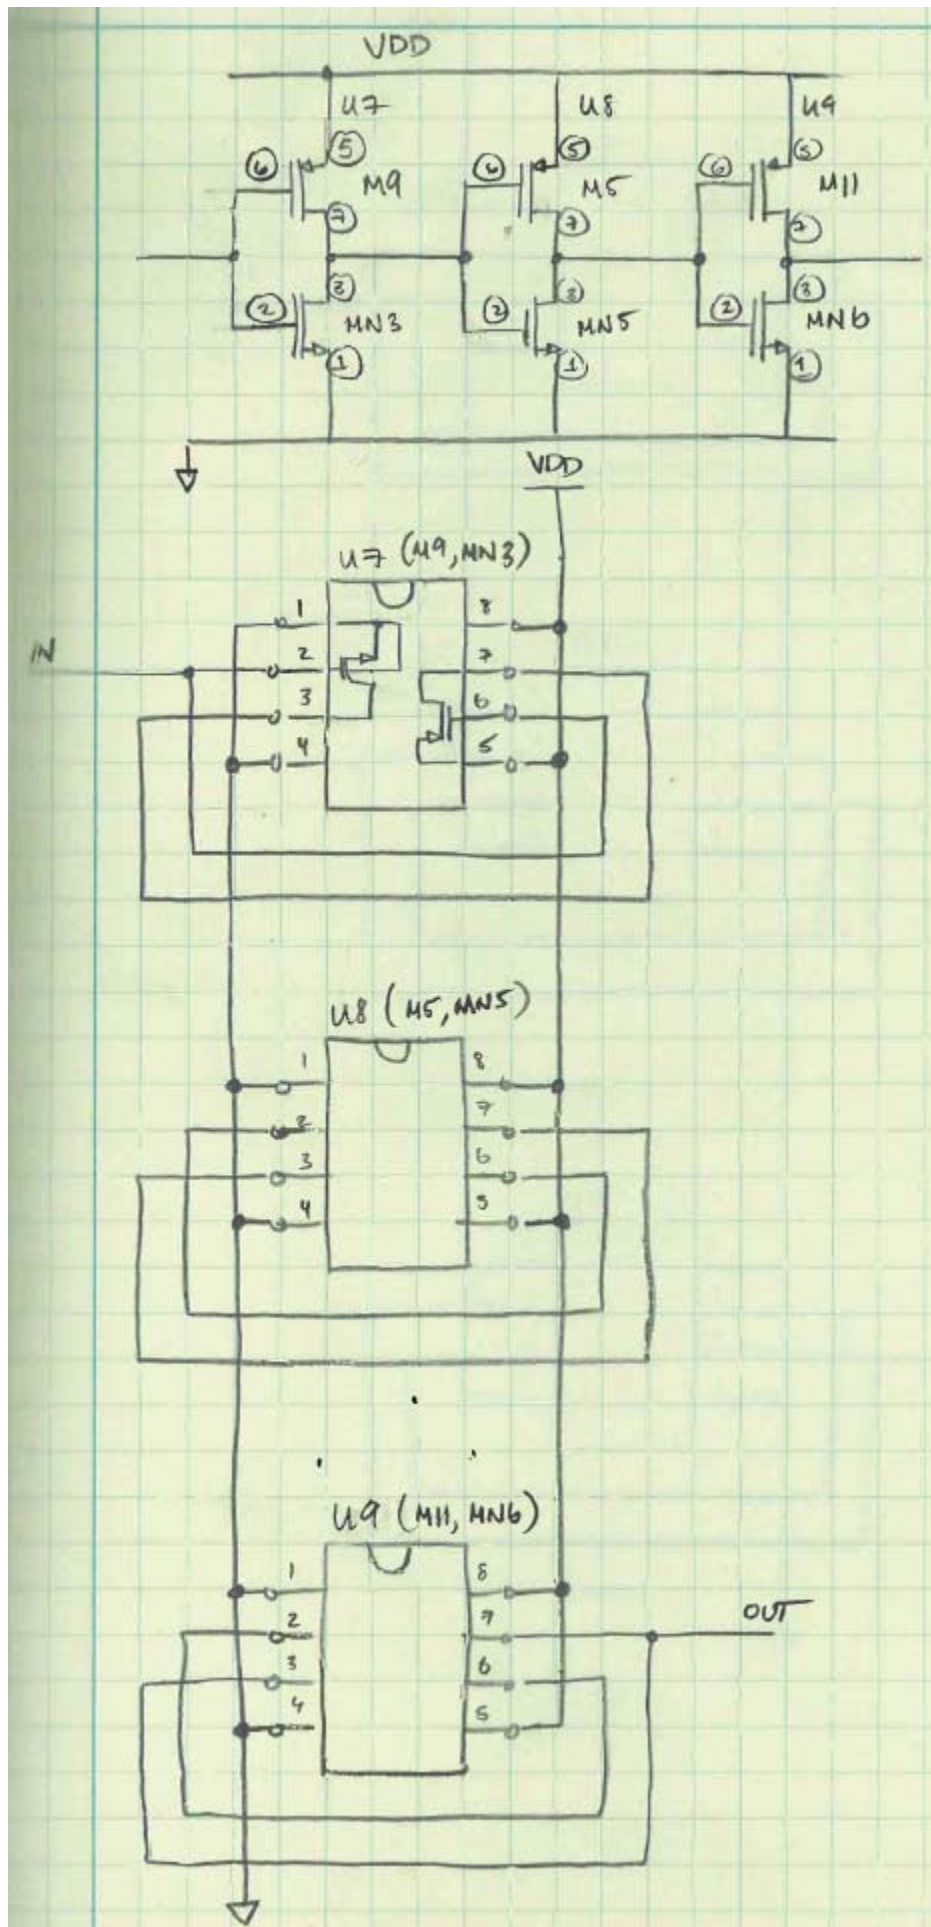 VDD
U7 U8 U9
⑥ ⑤ M9 ⑥ ⑤ M5 ⑥ ⑤ M11
⑦ ⑦ ⑦
② ③ MN3 ② ③ MN5 ② ③ MN6
① ① ①
VDD
U7 (M9, MN3)
1 8
IN 2 7
3 6
4 5
U8 (M5, MN5)
1 8
2 7
3 6
4 5
U9 (M11, MN6)
1 8
2 7 OUT
3 6
4 5